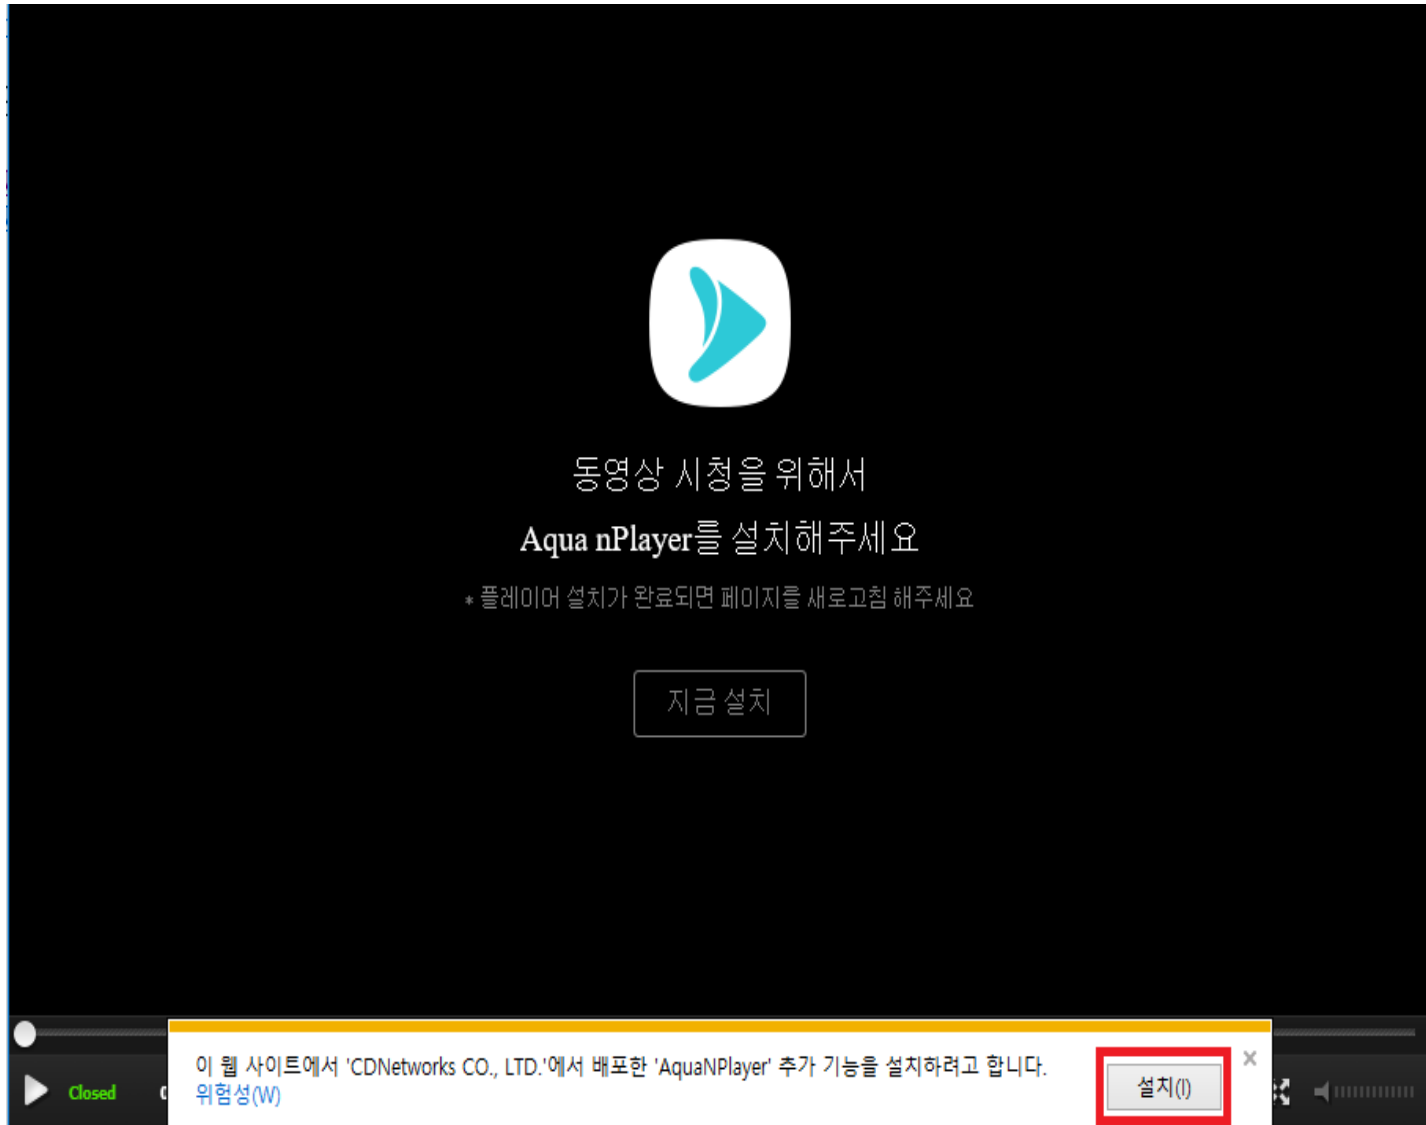 동영상 시청을 위해서
Aqua nPlayer를 설치해주세요
* 플레이어 설치가 완료되면 페이지를 새로고침 해주세요
지금 설치
이 웹 사이트에서 'CDNetworks CO., LTD.'에서 배포한 'AquaNPlayer' 추가 기능을 설치하려고 합니다.
위험성(W)
설치(I)
×
Closed